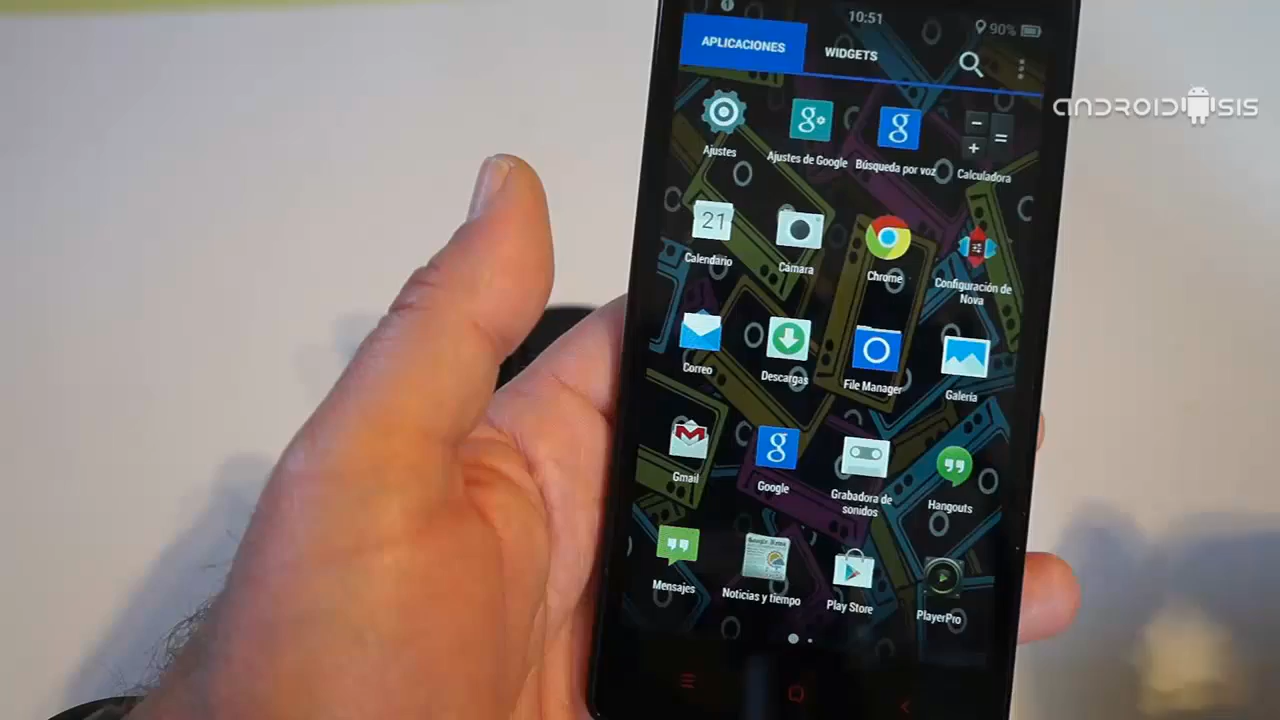 10:51
90%
APLICACIONES
WIDGETS
ANDROIDSIS
Ajustes
Ajustes de Google
Búsqueda por voz
Calculadora
21
Calendario
Cámara
Chrome
Configuración de
Nova
Correo
Descargas
File Manager
Galería
Gmail
Google
Grabadora de
sonidos
Hangouts
Mensajes
Noticias y tiempo
Play Store
PlayerPro